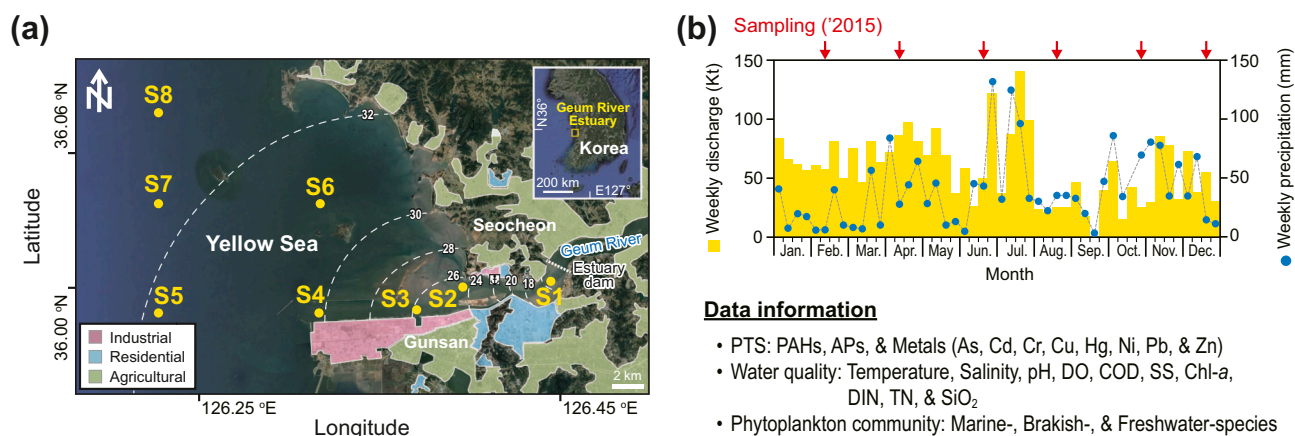 (a)
36.06 °N
36.00 °N
Latitude
N
S8
S7
S6
S5
S4
S3
S2
S1
32
30
28
26
24
22
20
18
Yellow Sea
Seocheon
Geum River
Estuary
dam
Gunsan
Industrial
Residential
Agricultural
2 km
N36°
Geum River
Estuary
Korea
200 km
E127°
126.25 °E
126.45 °E
Longitude
(b)
Sampling ('2015)
Weekly discharge (Kt)
150
100
50
0
150
100
50
0
Weekly precipitation (mm)
Jan. Feb. Mar. Apr. May. Jun. Jul. Aug. Sep. Oct. Nov. Dec.
Month
Data information
• PTS: PAHs, APs, & Metals (As, Cd, Cr, Cu, Hg, Ni, Pb, & Zn)
• Water quality: Temperature, Salinity, pH, DO, COD, SS, Chl-a,
DIN, TN, & SiO2
• Phytoplankton community: Marine-, Brakish-, & Freshwater-species